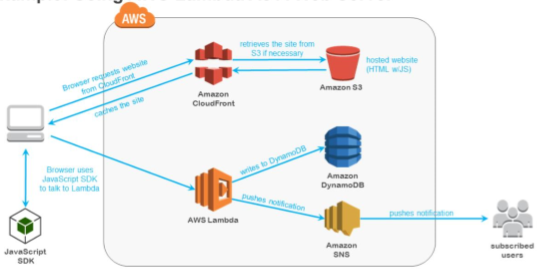 AWS
retrieves the site from
S3 if necessary
hosted website
(HTML w/JS)
Browser requests website
from CloudFront
caches the site
Amazon
CloudFront
Amazon S3
Browser uses
JavaScript SDK
to talk to Lambda
writes to DynamoDB
Amazon
DynamoDB
AWS Lambda
pushes notification
pushes notification
Amazon
SNS
JavaScript
SDK
subscribed
users